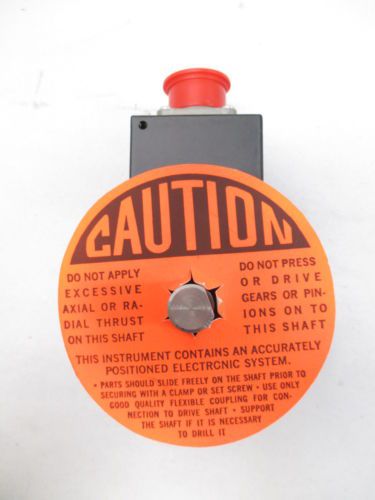 CAUTION
DO NOT APPLY
EXCESSIVE
AXIAL OR RA-
DIAL THRUST
ON THIS SHAFT
DO NOT PRESS
OR DRIVE
GEARS OR PIN-
IONS ON TO
THIS SHAFT
THIS INSTRUMENT CONTAINS AN ACCURATELY
POSITIONED ELECTRCNIC SYSTEM.
• PARTS SHOULD SLIDE FREELY ON THE SHAFT PRIOR TO
SECURING WITH A CLAMP OR SET SCREW • USE ONLY
GOOD QUALITY FLEXIBLE COUPLING FOR CON-
NECTION TO DRIVE SHAFT • SUPPORT
THE SHAFT IF IT IS NECESSARY
TO DRILL IT